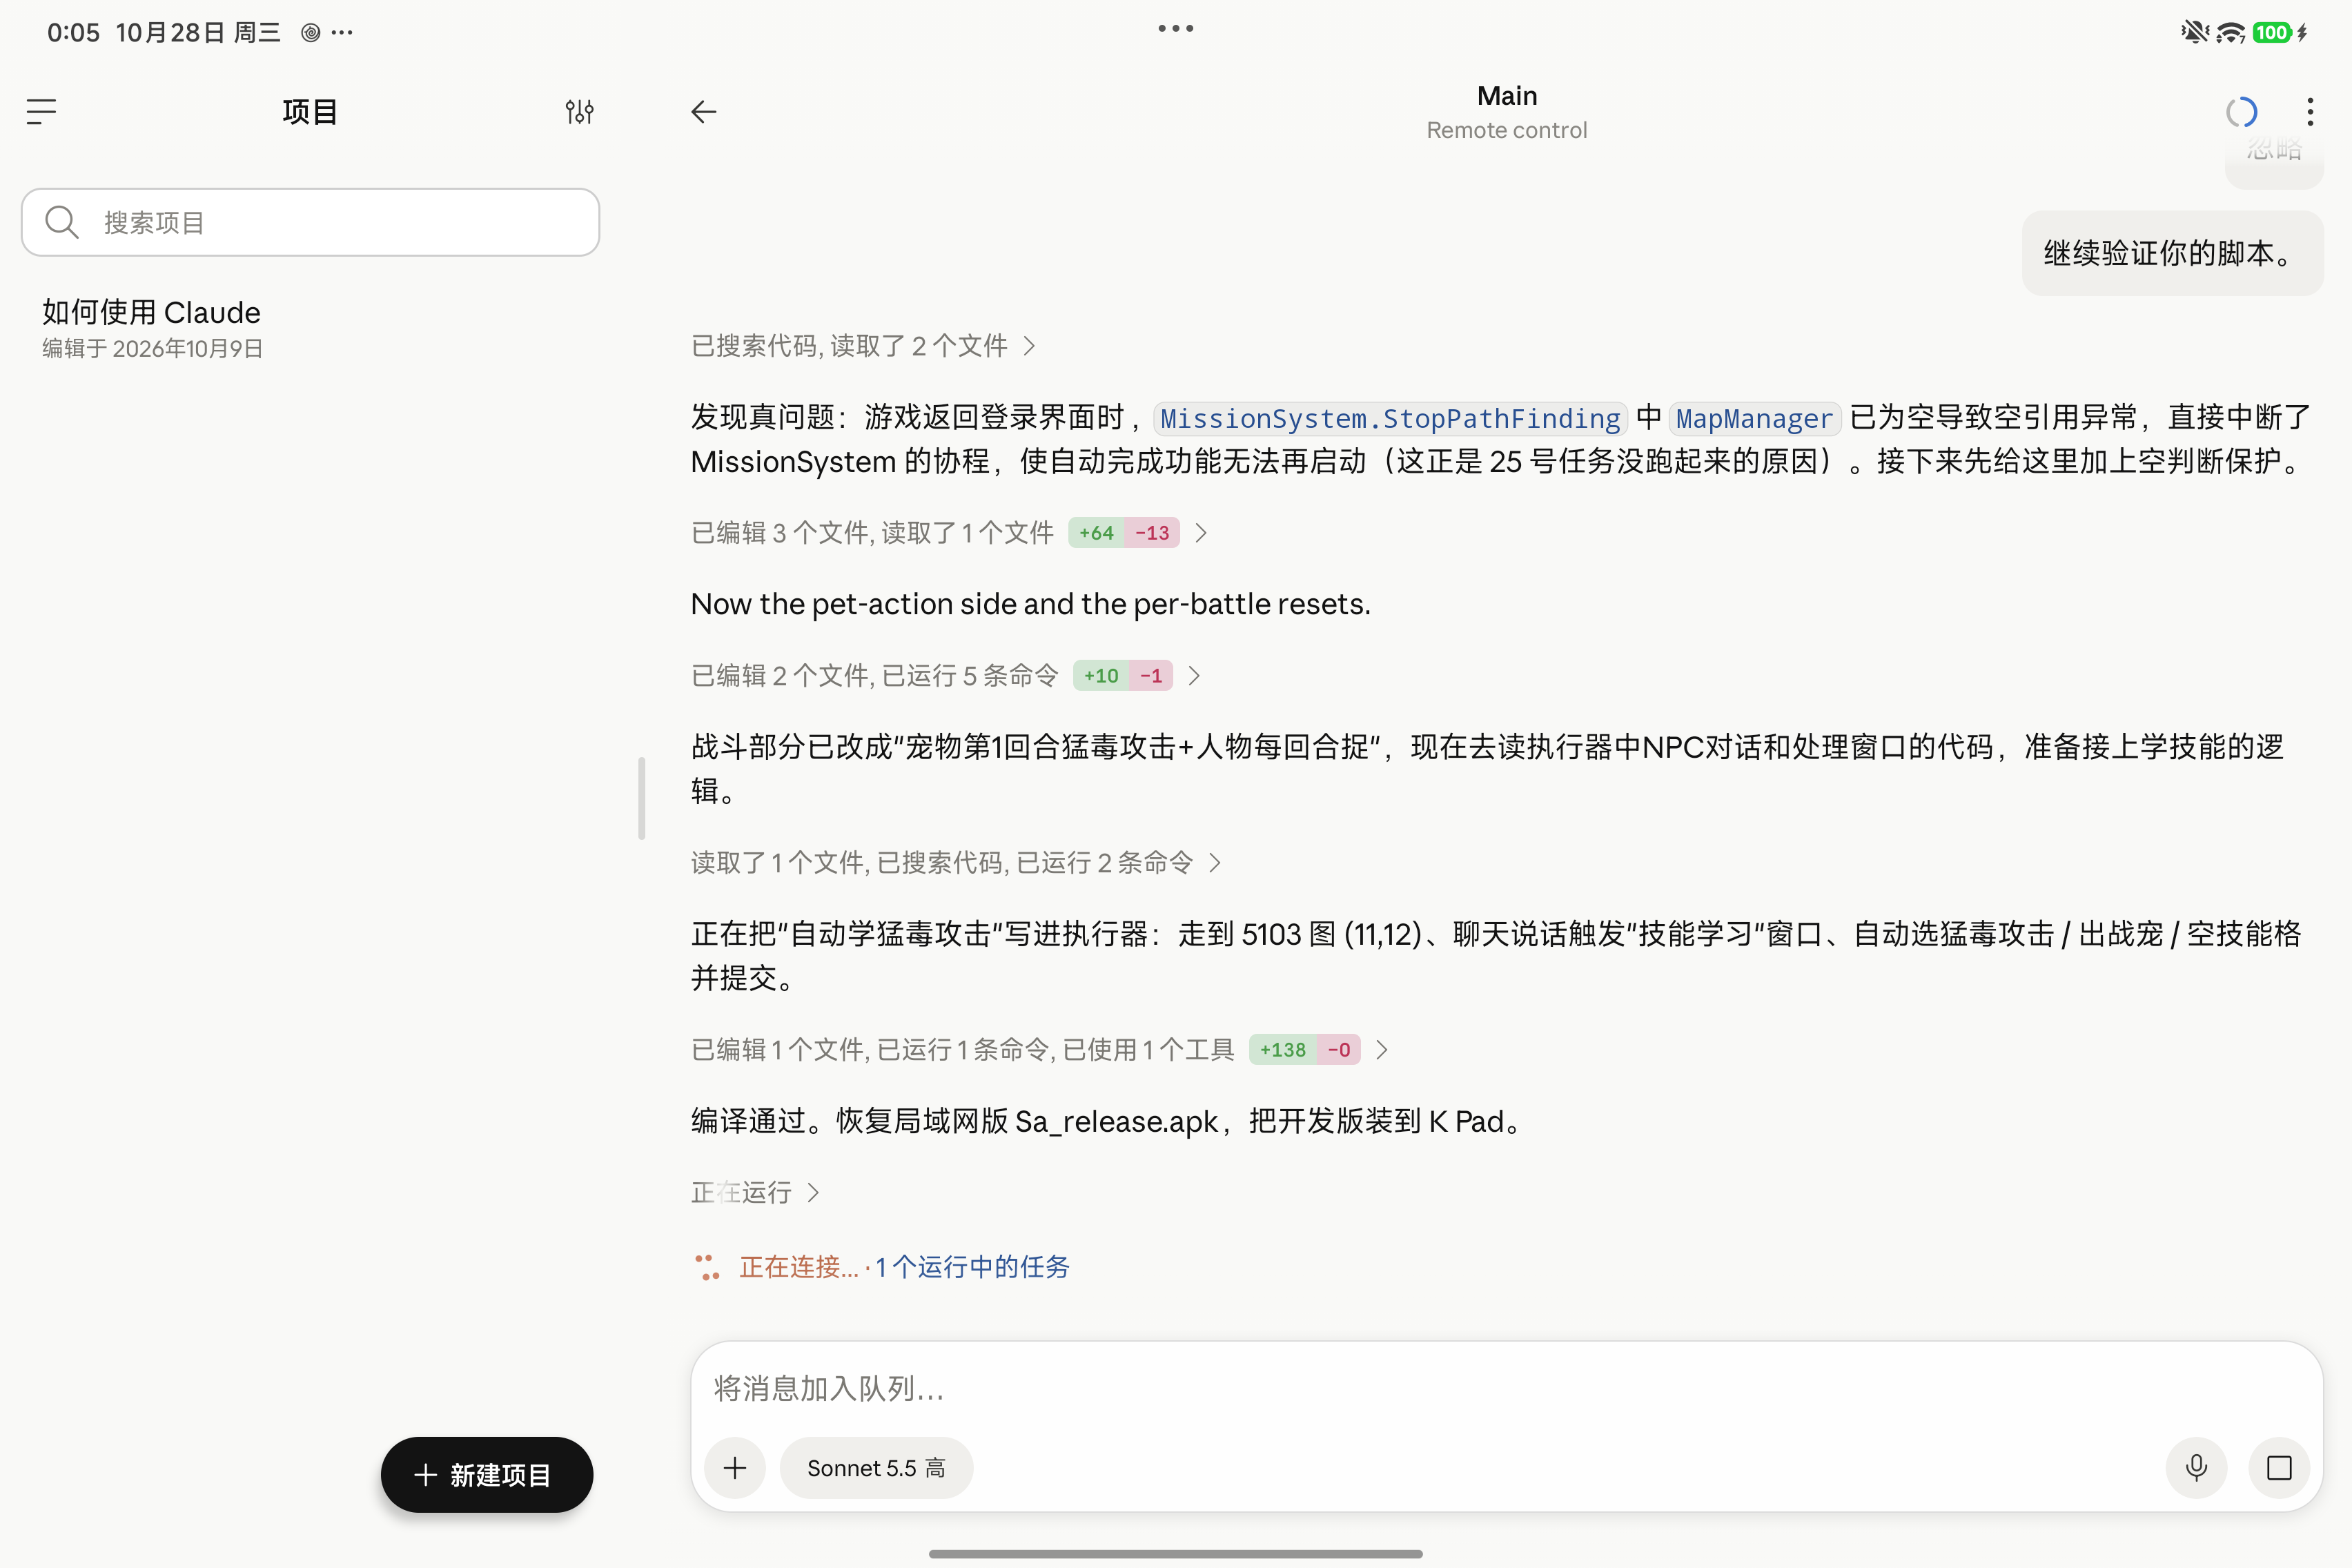 0:05 10月28日 周三
100
项目
Main
Remote control
忽略
搜索项目
继续验证你的脚本。
如何使用 Claude
编辑于 2026年10月9日
已搜索代码, 读取了 2 个文件
发现真问题：游戏返回登录界面时，MissionSystem.StopPathFinding 中 MapManager 已为空导致空引用异常，直接中断了
MissionSystem 的协程，使自动完成功能无法再启动（这正是 25 号任务没跑起来的原因）。接下来先给这里加上空判断保护。
已编辑 3 个文件, 读取了 1 个文件 +64 -13
Now the pet-action side and the per-battle resets.
已编辑 2 个文件, 已运行 5 条命令 +10 -1
战斗部分已改成"宠物第1回合猛毒攻击+人物每回合捉"，现在去读执行器中NPC对话和处理窗口的代码，准备接上学技能的逻
辑。
读取了 1 个文件, 已搜索代码, 已运行 2 条命令
正在把"自动学猛毒攻击"写进执行器：走到 5103 图 (11,12)、聊天说话触发"技能学习"窗口、自动选猛毒攻击 / 出战宠 / 空技能格
并提交。
已编辑 1 个文件, 已运行 1 条命令, 已使用 1 个工具 +138 -0
编译通过。恢复局域网版 Sa_release.apk，把开发版装到 K Pad。
正在运行
正在连接... · 1 个运行中的任务
将消息加入队列...
Sonnet 5.5 高
+ 新建项目